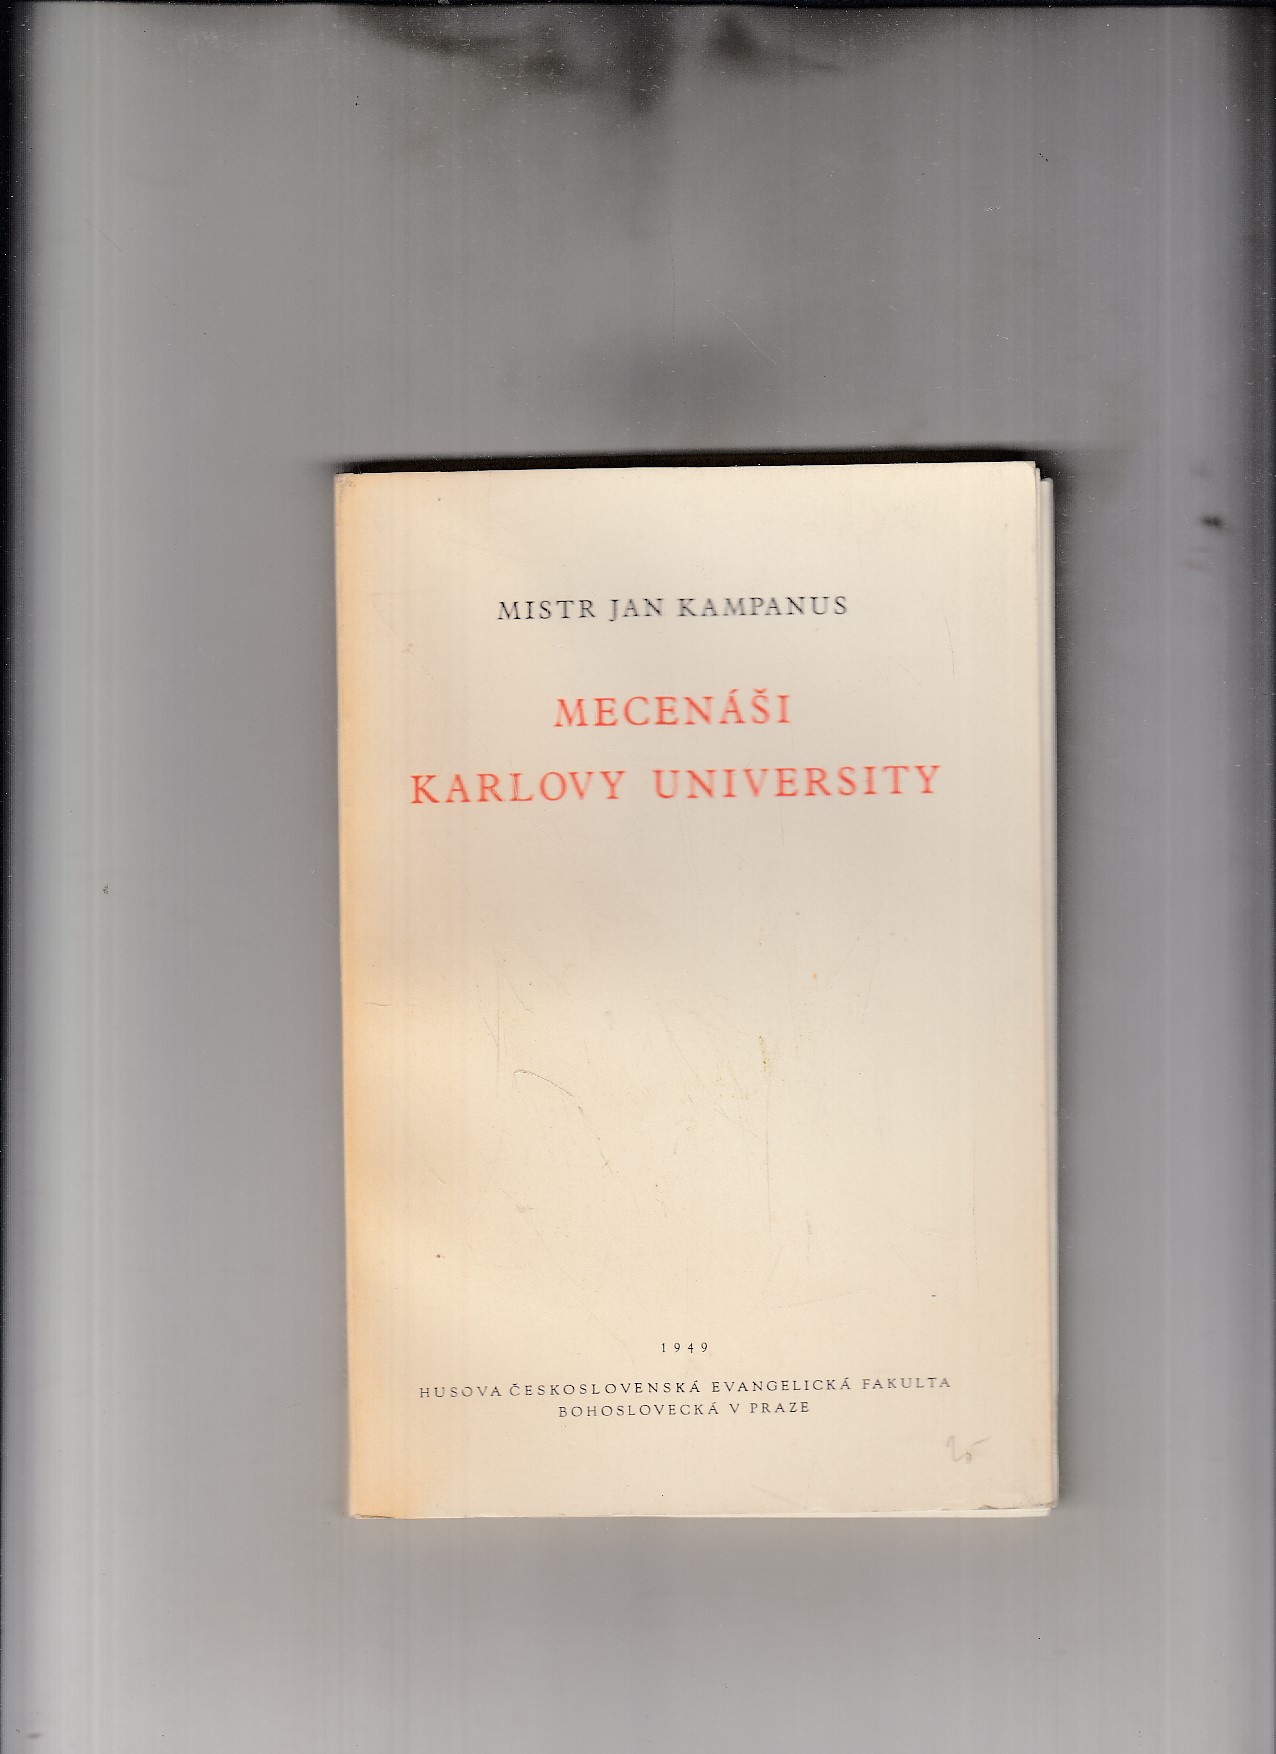 MISTR JAN KAMPANUS
MECENÁŠI
KARLOVY UNIVERSITY
1949
HUSOVA ČESKOSLOVENSKÁ EVANGELICKÁ FAKULTA
BOHOSLOVECKÁ V PRAZE